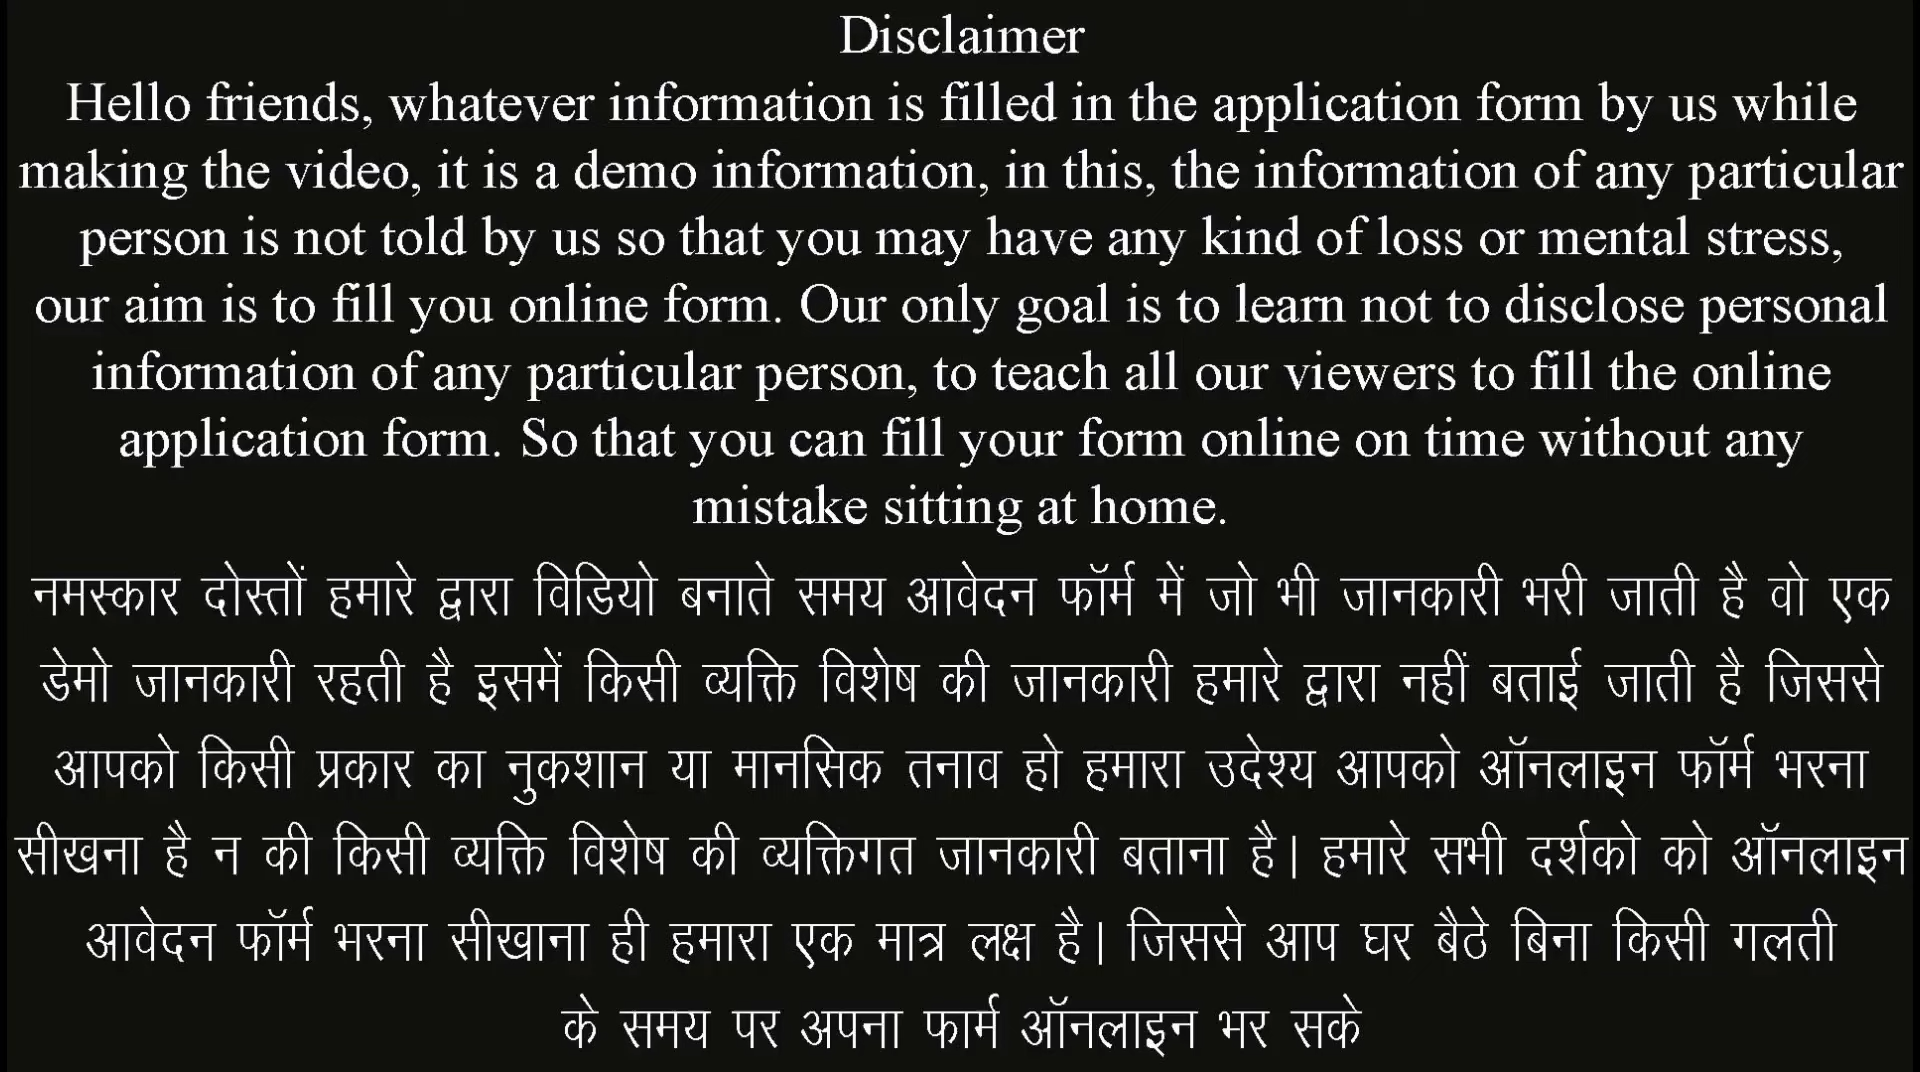 Disclaimer
Hello friends, whatever information is filled in the application form by us while
making the video, it is a demo information, in this, the information of any particular
person is not told by us so that you may have any kind of loss or mental stress,
our aim is to fill you online form. Our only goal is to learn not to disclose personal
information of any particular person, to teach all our viewers to fill the online
application form. So that you can fill your form online on time without any
mistake sitting at home.
नमस्कार दोस्तों हमारे द्वारा विडियो बनाते समय आवेदन फॉर्म में जो भी जानकारी भरी जाती है वो एक
डेमो जानकारी रहती है इसमें किसी व्यक्ति विशेष की जानकारी हमारे द्वारा नहीं बताई जाती है जिससे
आपको किसी प्रकार का नुकशान या मानसिक तनाव हो हमारा उदेश्य आपको ऑनलाइन फॉर्म भरना
सीखना है न की किसी व्यक्ति विशेष की व्यक्तिगत जानकारी बताना है। हमारे सभी दर्शको को ऑनलाइन
आवेदन फॉर्म भरना सीखाना ही हमारा एक मात्र लक्ष है। जिससे आप घर बैठे बिना किसी गलती
के समय पर अपना फार्म ऑनलाइन भर सके